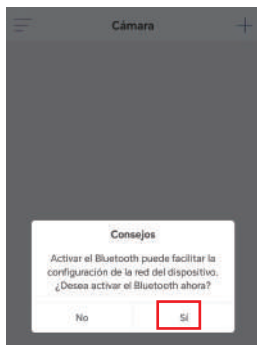 Cámara
Consejos
Activar el Bluetooth puede facilitar la
configuración de la red del dispositivo.
¿Desea activar el Bluetooth ahora?
No
Sí